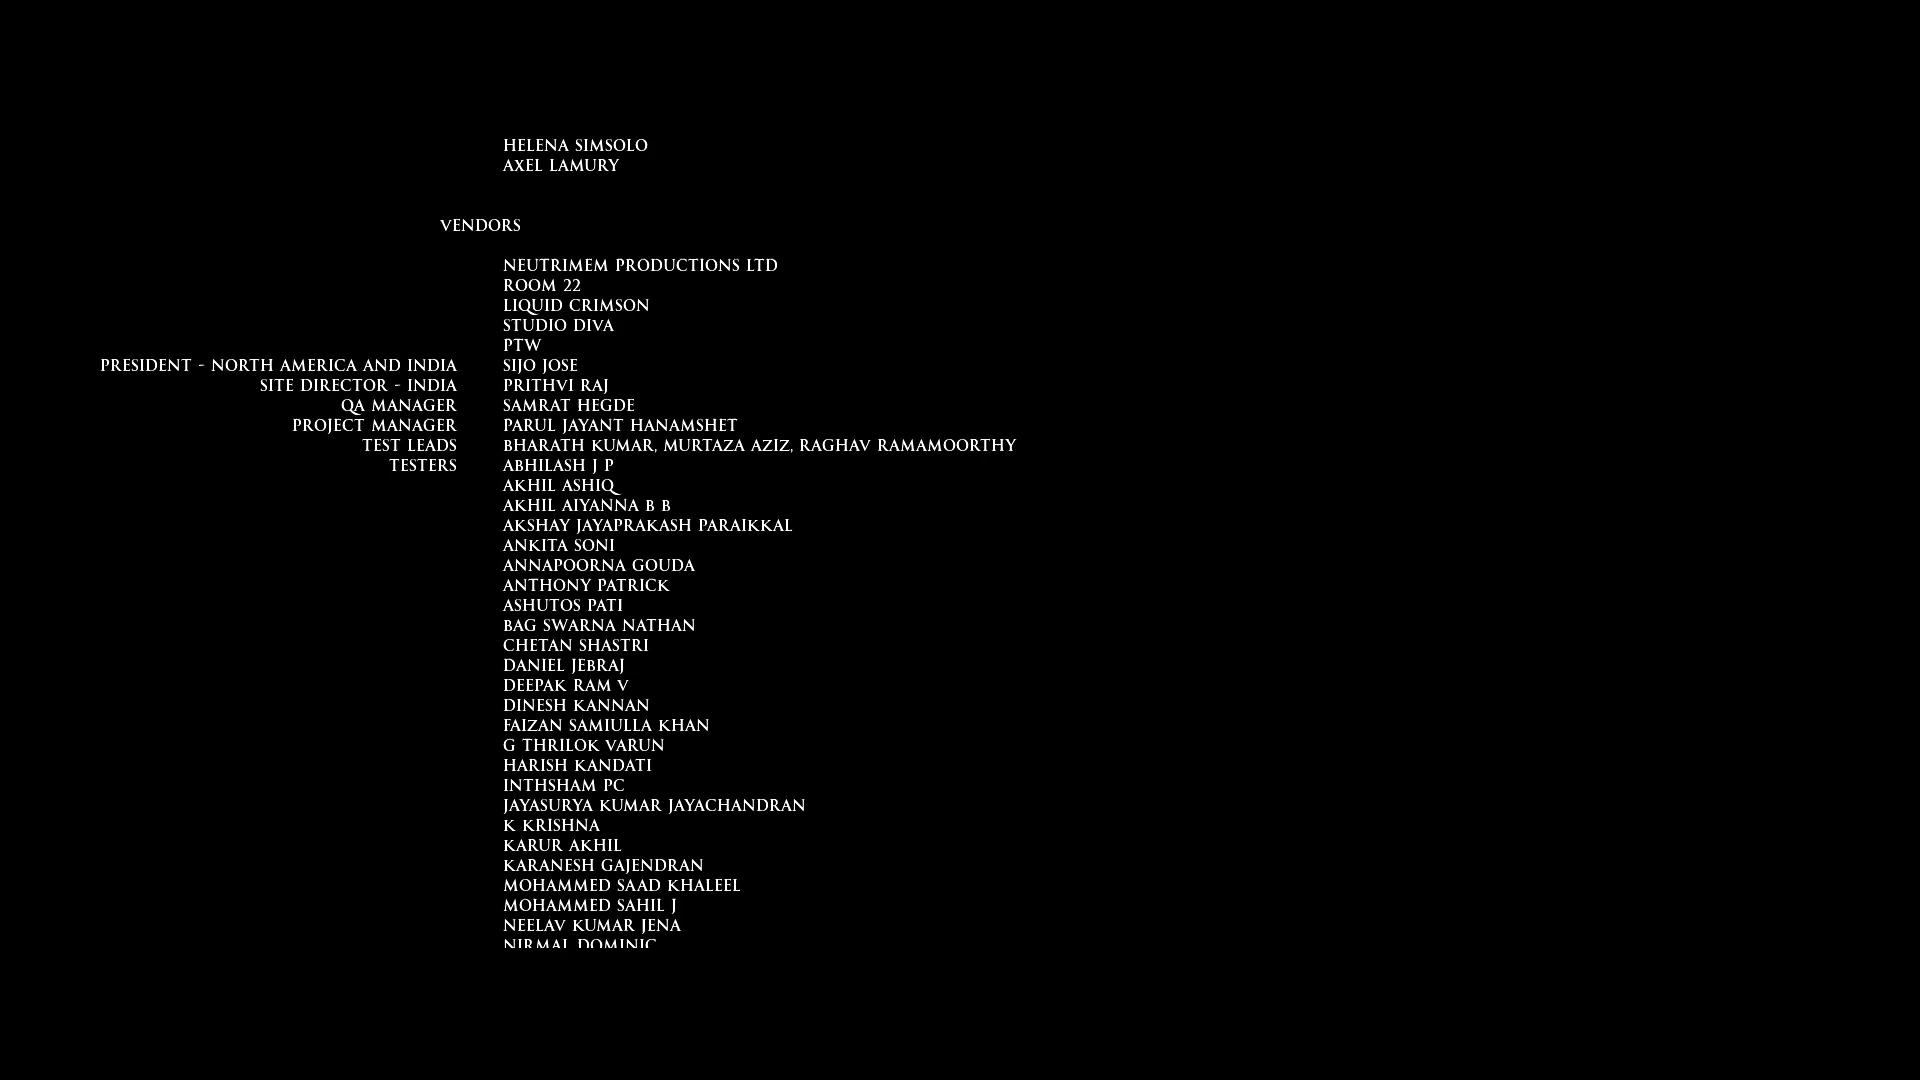 HELENA SIMSOLO
AXEL LAMURY
VENDORS
NEUTRIMEM PRODUCTIONS LTD
ROOM 22
LIQUID CRIMSON
STUDIO DIVA
PTW
PRESIDENT - NORTH AMERICA AND INDIA SIJO JOSE
SITE DIRECTOR - INDIA PRITHVI RAJ
QA MANAGER SAMRAT HEGDE
PROJECT MANAGER PARUL JAYANT HANAMSHET
TEST LEADS BHARATH KUMAR, MURTAZA AZIZ, RAGHAV RAMAMOORTHY
TESTERS ABHILASH J P
AKHIL ASHIQ
AKHIL AIYANNA B B
AKSHAY JAYAPRAKASH PARAIKKAL
ANKITA SONI
ANNAPOORNA GOUDA
ANTHONY PATRICK
ASHUTOS PATI
BAG SWARNA NATHAN
CHETAN SHASTRI
DANIEL JEBRAJ
DEEPAK RAM V
DINESH KANNAN
FAIZAN SAMIULLA KHAN
G THRILOK VARUN
HARISH KANDATI
INTHSHAM PC
JAYASURYA KUMAR JAYACHANDRAN
K KRISHNA
KARUR AKHIL
KARANESH GAJENDRAN
MOHAMMED SAAD KHALEEL
MOHAMMED SAHIL J
NEELAV KUMAR JENA
NIRMAL DOMINIC